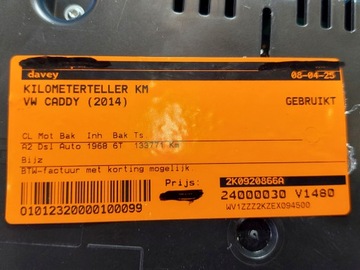 davey 08-04-25
KILOMETERTELLER KM
VW CADDY (2014) GEBRUIKT
CL Mot Bak Inh Bak Ts
A2 Dsl Auto 1968 6T 133771 Km
Bijz
BTW-factuur met korting mogelijk
Prijs:
2K0920866A
24000030 V1480
WV1ZZZ2KZEX094500
01012320000100099